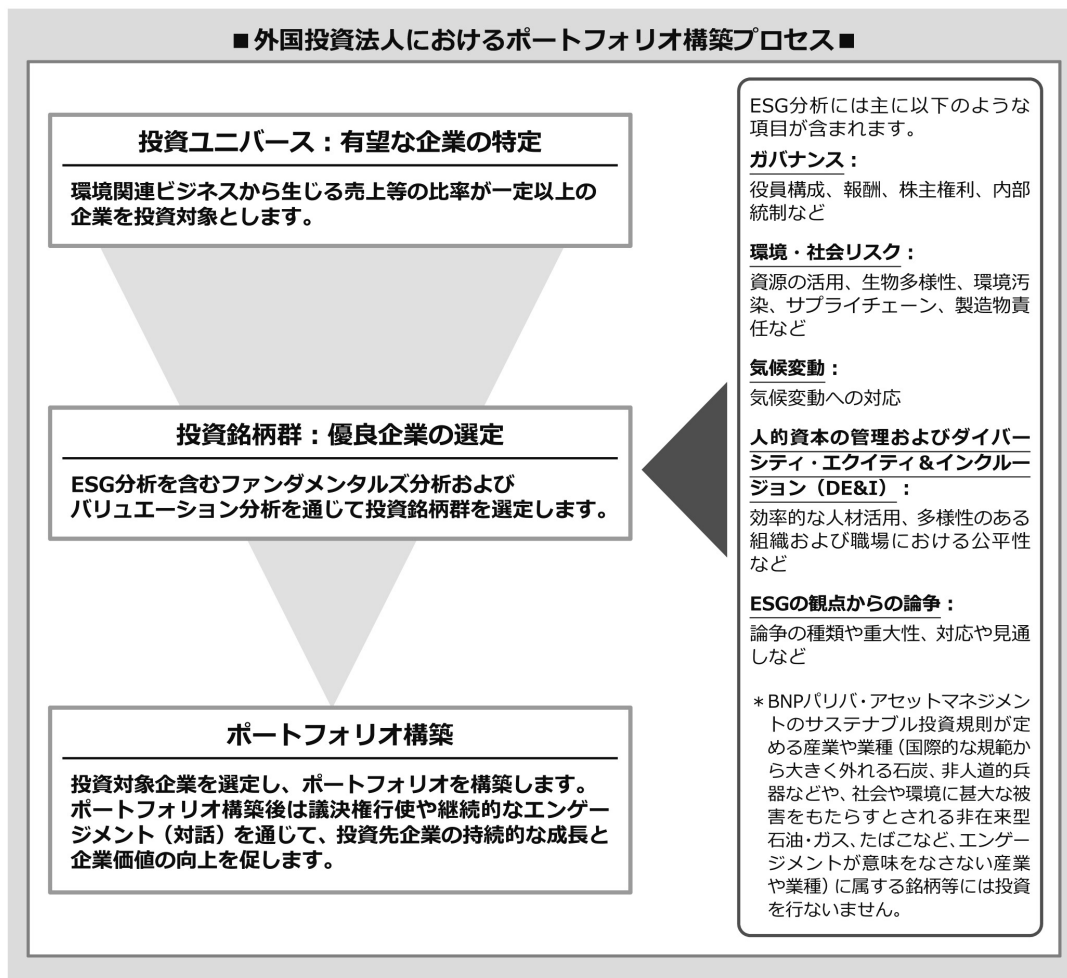 ■外国投資法人におけるポートフォリオ構築プロセス■
投資ユニバース：有望な企業の特定
環境関連ビジネスから生じる売上等の比率が一定以上の
企業を投資対象とします。
投資銘柄群：優良企業の選定
ESG分析を含むファンダメンタルズ分析および
バリュエーション分析を通じて投資銘柄群を選定します。
ポートフォリオ構築
投資対象企業を選定し、ポートフォリオを構築します。
ポートフォリオ構築後は議決権行使や継続的なエンゲー
ジメント（対話）を通じて、投資先企業の持続的な成長と
企業価値の向上を促します。
ESG分析には主に以下のような
項目が含まれます。
ガバナンス：
役員構成、報酬、株主権利、内部
統制など
環境・社会リスク：
資源の活用、生物多様性、環境汚
染、サプライチェーン、製造物責
任など
気候変動：
気候変動への対応
人的資本の管理およびダイバー
シティ・エクイティ＆インクルー
ジョン（DE&I）：
効率的な人材活用、多様性のある
組織および職場における公平性
など
ESGの観点からの論争：
論争の種類や重大性、対応や見通
しなど
＊BNPパリバ・アセットマネジメン
トのサステナブル投資規則が定
める産業や業種（国際的な規範か
ら大きく外れる石炭、非人道的兵
器などや、社会や環境に甚大な被
害をもたらすとされる非在来型
石油・ガス、たばこなど、エンゲー
ジメントが意味をなさない産業
や業種）に属する銘柄等には投資
を行ないません。